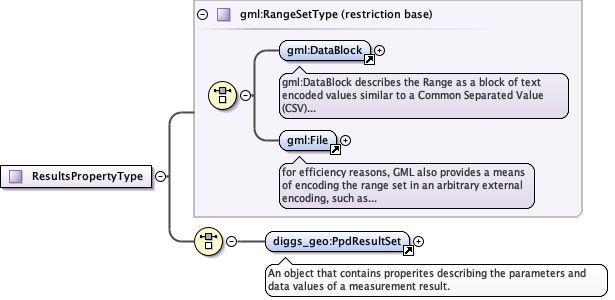 gml:RangeSetType (restriction base)
gml:DataBlock
gml:DataBlock describes the Range as a block of text
encoded values similar to a Common Separated Value
(CSV)...
gml:File
for efficiency reasons, GML also provides a means
of encoding the range set in an arbitrary external
encoding, such as...
ResultsPropertyType
diggs_geo:PpdResultSet
An object that contains properites describing the parameters and
data values of a measurement result.